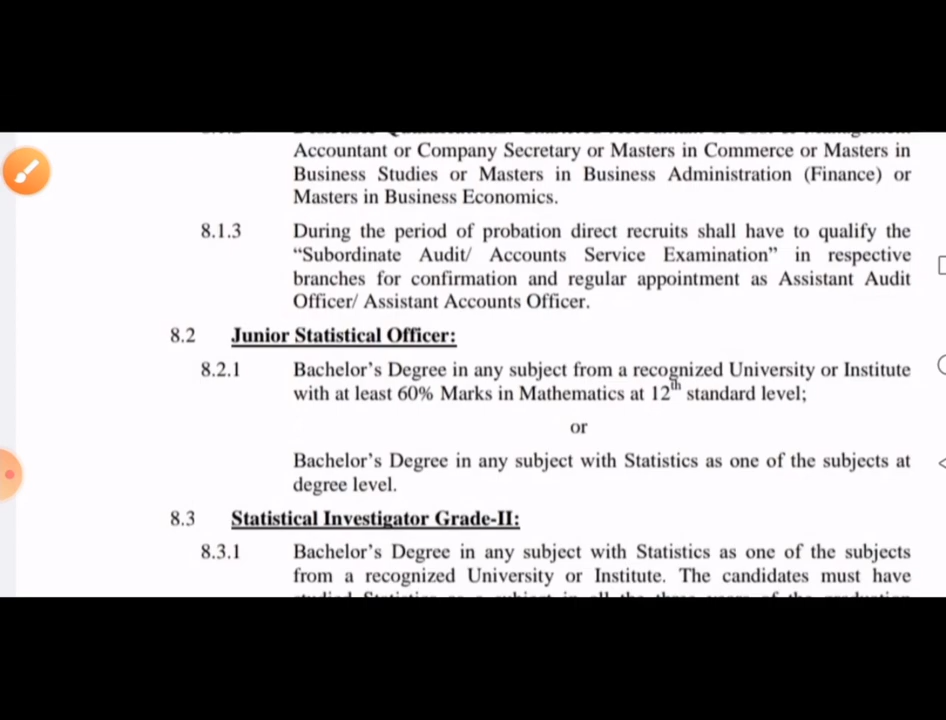 Accountant or Company Secretary or Masters in Commerce or Masters in
Business Studies or Masters in Business Administration (Finance) or
Masters in Business Economics.
8.1.3 During the period of probation direct recruits shall have to qualify the
“Subordinate Audit/ Accounts Service Examination” in respective
branches for confirmation and regular appointment as Assistant Audit
Officer/ Assistant Accounts Officer.
8.2 Junior Statistical Officer:
8.2.1 Bachelor’s Degree in any subject from a recognized University or Institute
with at least 60% Marks in Mathematics at 12th standard level;
or
Bachelor’s Degree in any subject with Statistics as one of the subjects at
degree level.
8.3 Statistical Investigator Grade-II:
8.3.1 Bachelor’s Degree in any subject with Statistics as one of the subjects
from a recognized University or Institute. The candidates must have